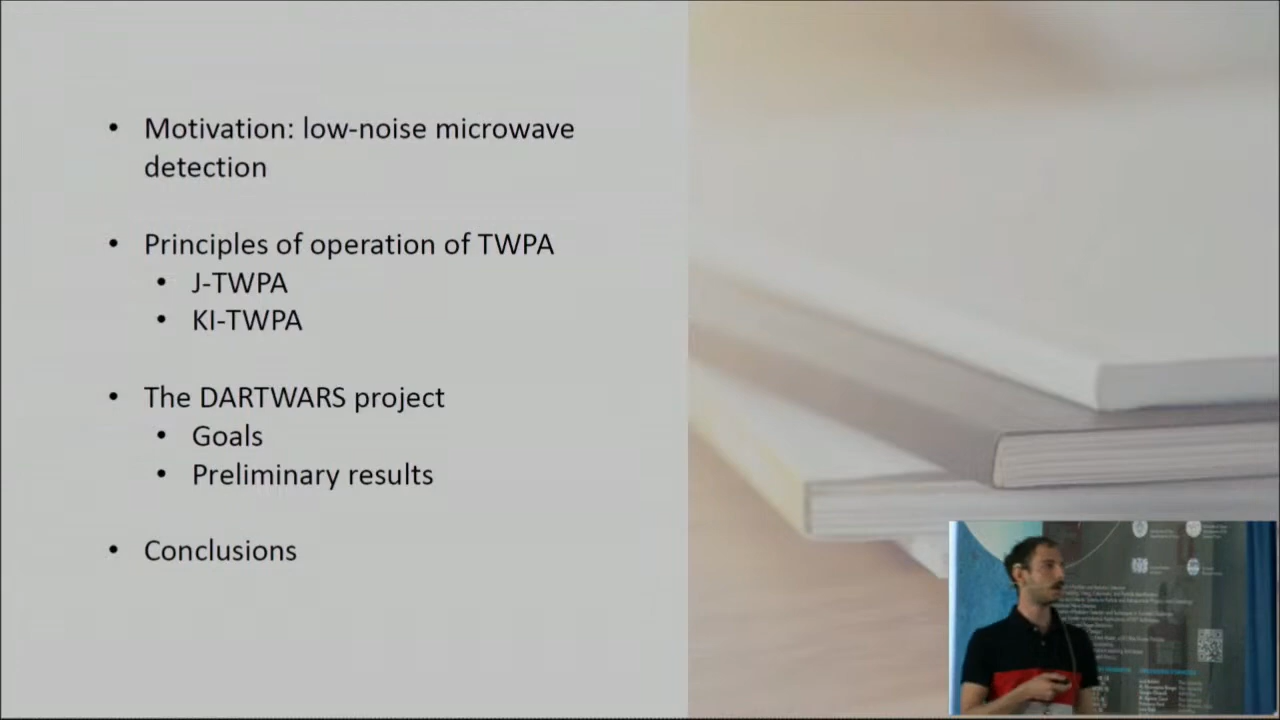 • Motivation: low-noise microwave
detection
• Principles of operation of TWPA
• J-TWPA
• KI-TWPA
• The DARTWARS project
• Goals
• Preliminary results
• Conclusions